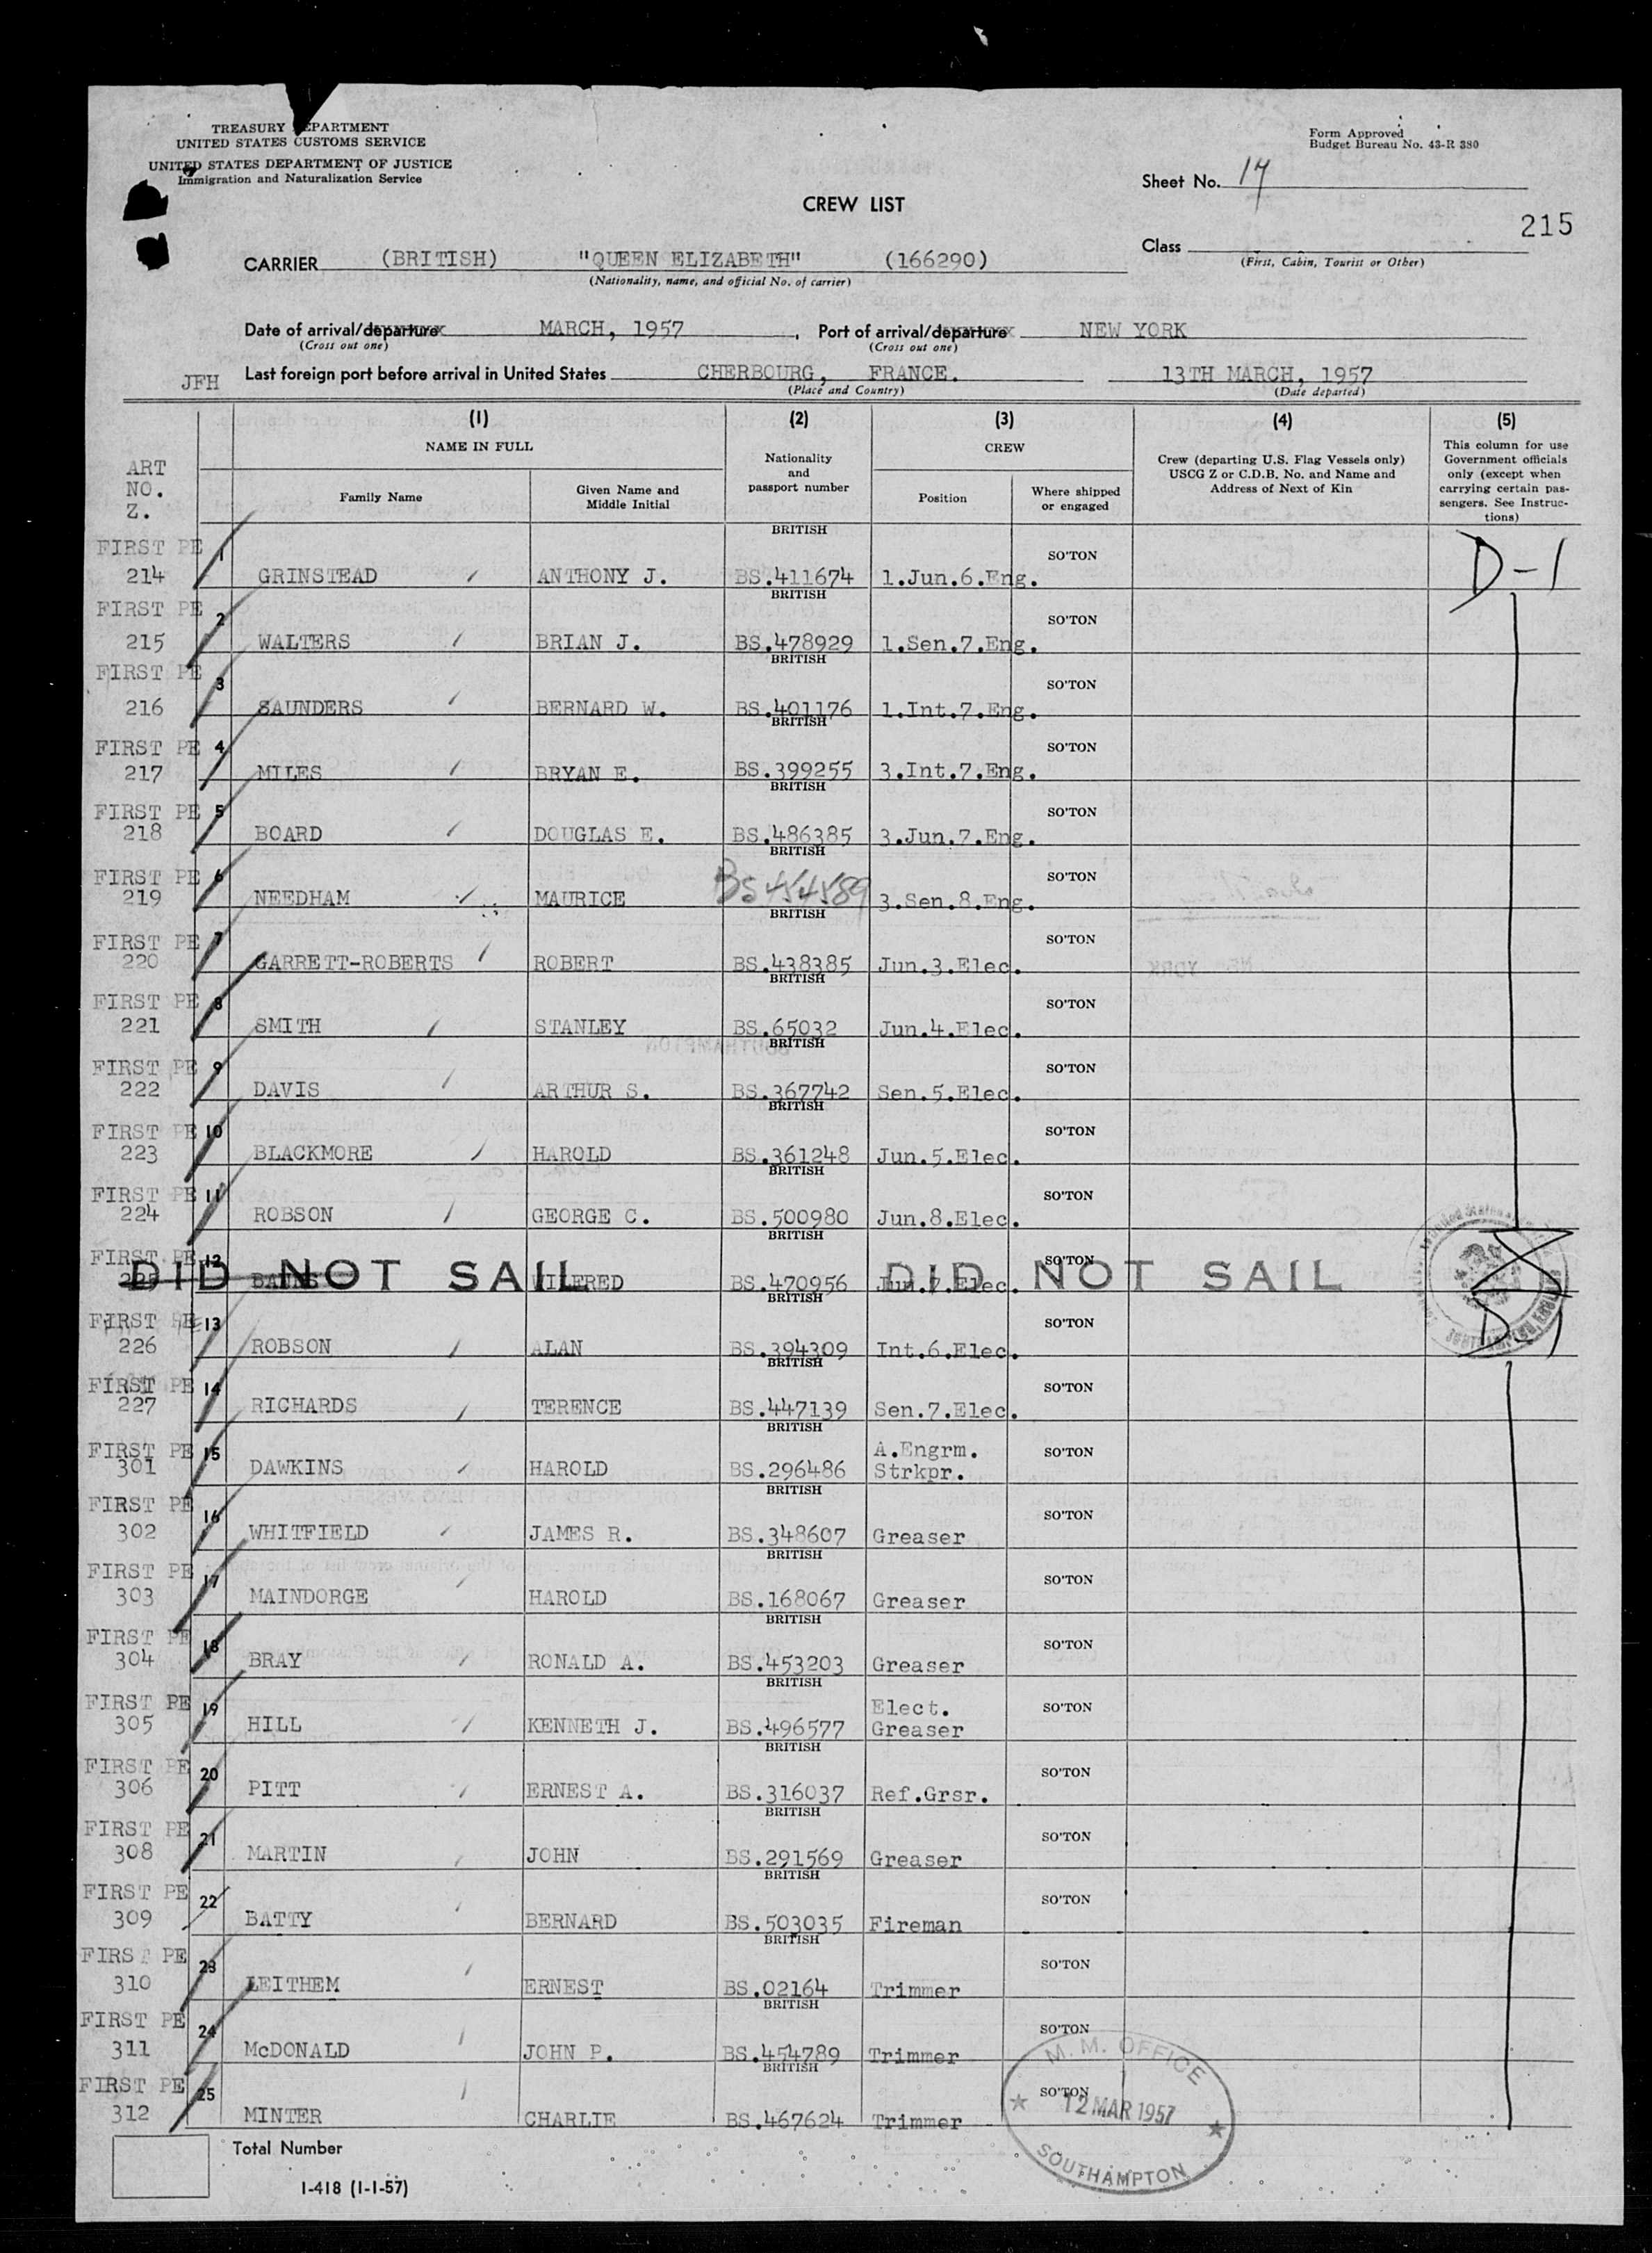 TREASURY DEPARTMENT
UNITED STATES CUSTOMS SERVICE
UNITED STATES DEPARTMENT OF JUSTICE
Immigration and Naturalization Service
Form Approved
Budget Bureau No. 43-R 380
Sheet No. 14
CREW LIST
215
Class
(First, Cabin, Tourist or Other)
CARRIER (BRITISH) "QUEEN ELIZABETH" (166290)
(Nationality, name, and official No. of carrier)
Date of arrival/departure MARCH, 1957, Port of arrival/departure NEW YORK
(Cross out one) (Cross out one)
JFH Last foreign port before arrival in United States CHERBOURG, FRANCE. 13TH MARCH, 1957
(Place and Country) (Date departed)
ART NO. Z.
(1) NAME IN FULL
Family Name
Given Name and Middle Initial
(2) Nationality and passport number
(3) CREW
Position
Where shipped or engaged
(4) Crew (departing U.S. Flag Vessels only) USCG Z or C.D.B. No. and Name and Address of Next of Kin
(5) This column for use Government officials only (except when carrying certain passengers. See Instructions)
FIRST PE 214 1 GRINSTEAD ANTHONY J. BRITISH BS.411674 1.Jun.6.Eng. SO'TON D-1
FIRST PE 215 2 WALTERS BRIAN J. BRITISH BS.478929 1.Sen.7.Eng. SO'TON
FIRST PE 216 3 SAUNDERS BERNARD W. BRITISH BS.401176 1.Int.7.Eng. SO'TON
FIRST PE 217 4 MILES BRYAN E. BRITISH BS.399255 3.Int.7.Eng. SO'TON
FIRST PE 218 5 BOARD DOUGLAS E. BRITISH BS.486385 3.Jun.7.Eng. SO'TON
FIRST PE 219 6 NEEDHAM MAURICE BRITISH BS 454589 3.Sen.8.Eng. SO'TON
FIRST PE 220 7 GARRETT-ROBERTS ROBERT BRITISH BS.438385 Jun.3.Elec. SO'TON
FIRST PE 221 8 SMITH STANLEY BRITISH BS.65032 Jun.4.Elec. SO'TON
FIRST PE 222 9 DAVIS ARTHUR S. BRITISH BS.367742 Sen.5.Elec. SO'TON
FIRST PE 223 10 BLACKMORE HAROLD BRITISH BS.361248 Jun.5.Elec. SO'TON
FIRST PE 224 11 ROBSON GEORGE C. BRITISH BS.500980 Jun.8.Elec. SO'TON
FIRST PE 225 12 WILFRED BRITISH BS.470956 Jun.7.Elec. SO'TON
DID NOT SAIL DID NOT SAIL
FIRST PE 226 13 ROBSON ALAN BRITISH BS.394309 Int.6.Elec. SO'TON D-1
FIRST PE 227 14 RICHARDS TERENCE BRITISH BS.447139 Sen.7.Elec. SO'TON
FIRST PE 301 15 DAWKINS HAROLD BRITISH BS.296486 A.Engrm. Strkpr. SO'TON
FIRST PE 302 16 WHITFIELD JAMES R. BRITISH BS.348607 Greaser SO'TON
FIRST PE 303 17 MAINDORGE HAROLD BRITISH BS.168067 Greaser SO'TON
FIRST PE 304 18 BRAY RONALD A. BRITISH BS.453203 Greaser SO'TON
FIRST PE 305 19 HILL KENNETH J. BRITISH BS.496577 Elect. Greaser SO'TON
FIRST PE 306 20 PITT ERNEST A. BRITISH BS.316037 Ref.Grsr. SO'TON
FIRST PE 308 21 MARTIN JOHN BRITISH BS.291569 Greaser SO'TON
FIRST PE 309 22 BATTY BERNARD BRITISH BS.503035 Fireman SO'TON
FIRS PE 310 23 LEITHEM ERNEST BRITISH BS.02164 Trimmer SO'TON
FIRST PE 311 24 McDONALD JOHN P. BRITISH BS.454789 Trimmer SO'TON
FIRST PE 312 25 MINTER CHARLIE BRITISH BS.467624 Trimmer SO'TON
M. M. OFFICE
12 MAR 1957
SOUTHAMPTON
Total Number
I-418 (1-1-57)